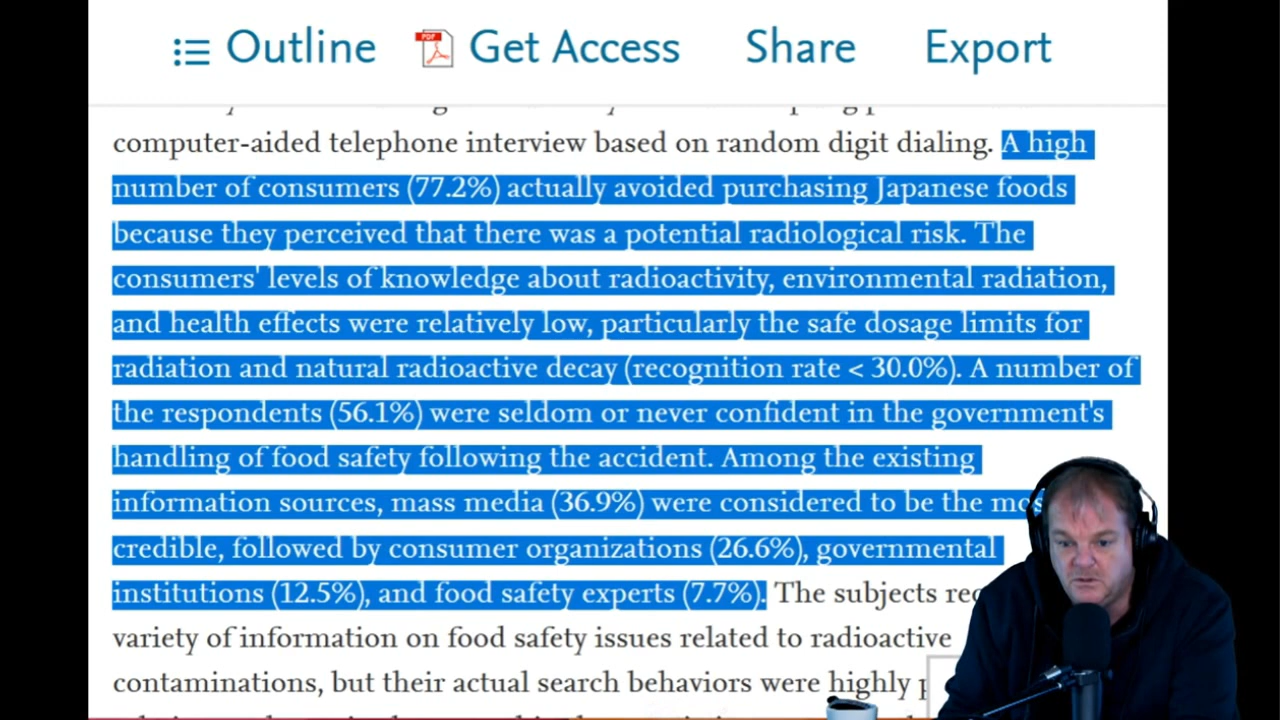 Outline Get Access Share Export
computer-aided telephone interview based on random digit dialing. A high
number of consumers (77.2%) actually avoided purchasing Japanese foods
because they perceived that there was a potential radiological risk. The
consumers' levels of knowledge about radioactivity, environmental radiation,
and health effects were relatively low, particularly the safe dosage limits for
radiation and natural radioactive decay (recognition rate < 30.0%). A number of
the respondents (56.1%) were seldom or never confident in the government's
handling of food safety following the accident. Among the existing
information sources, mass media (36.9%) were considered to be the
credible, followed by consumer organizations (26.6%), governmental
institutions (12.5%), and food safety experts (7.7%). The subjects
variety of information on food safety issues related to radioactive
contaminations, but their actual search behaviors were highly